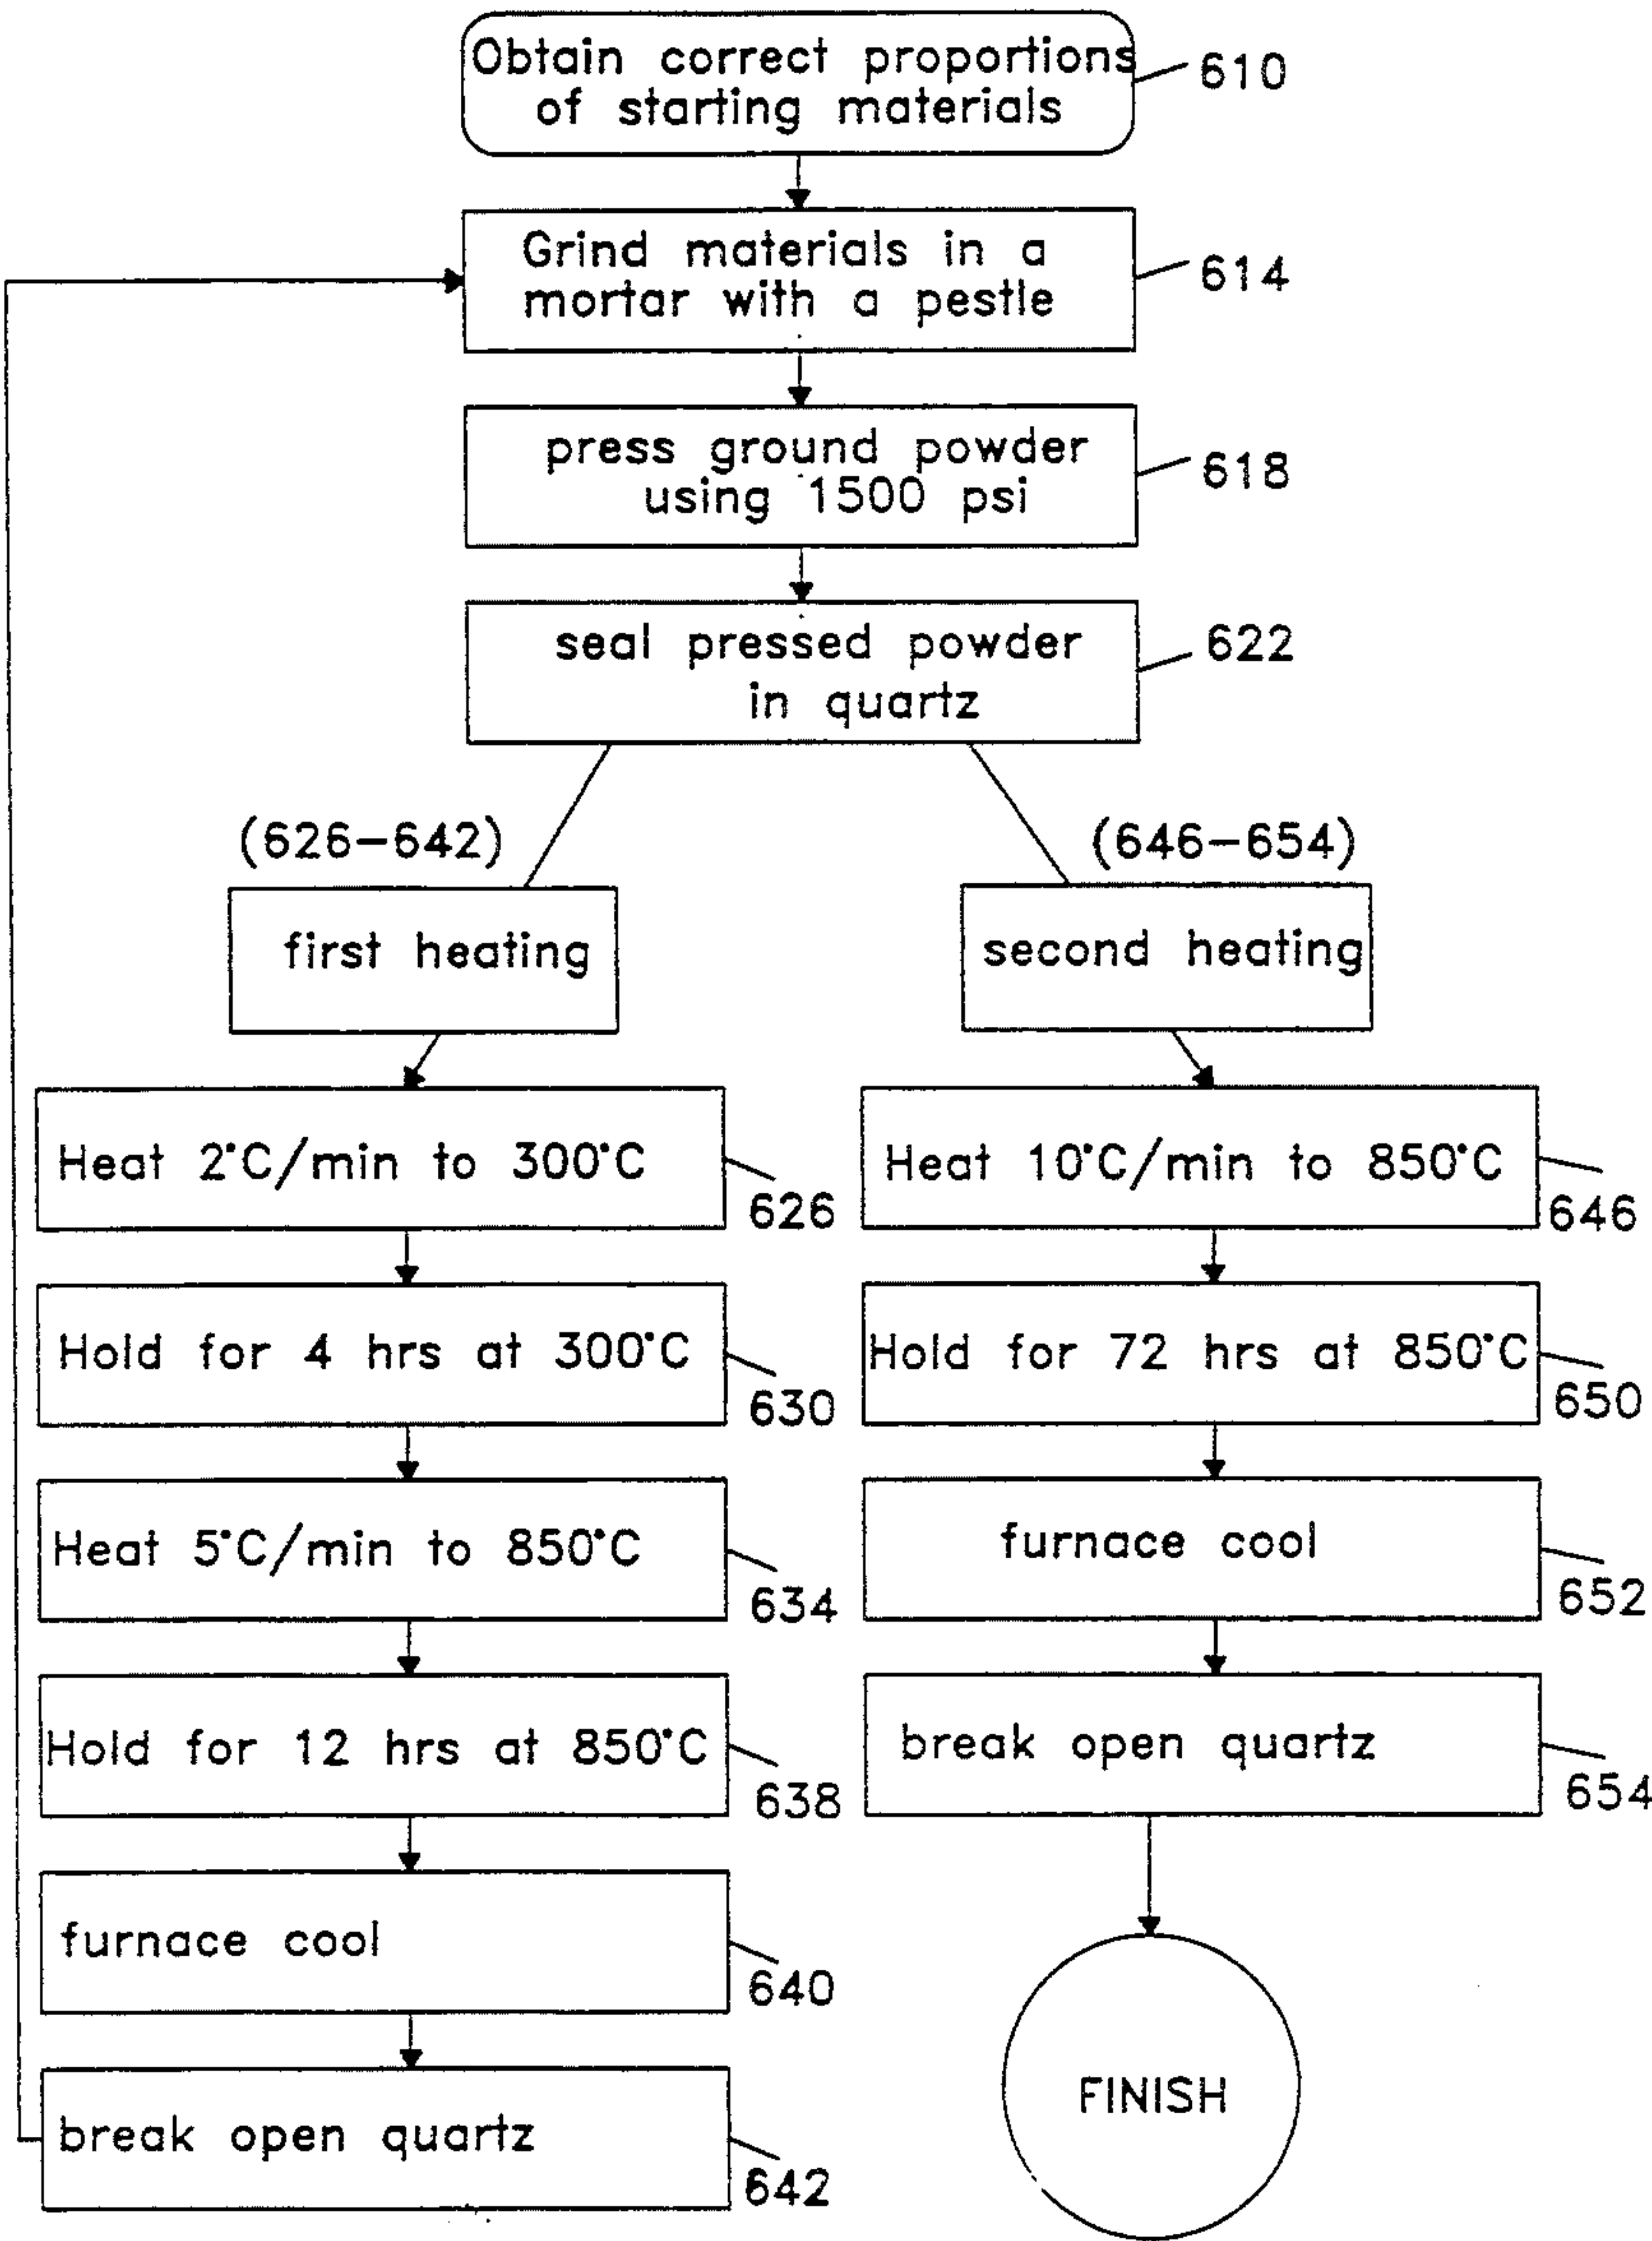 Obtain correct proportions
of starting materials
610
Grind materials in a
mortar with a pestle
614
press ground powder
using 1500 psi
618
seal pressed powder
in quartz
622
(626-642)
first heating
Heat 2°C/min to 300°C
626
Hold for 4 hrs at 300°C
630
Heat 5°C/min to 850°C
634
Hold for 12 hrs at 850°C
638
furnace cool
640
break open quartz
642
(646-654)
second heating
Heat 10°C/min to 850°C
646
Hold for 72 hrs at 850°C
650
furnace cool
652
break open quartz
654
FINISH